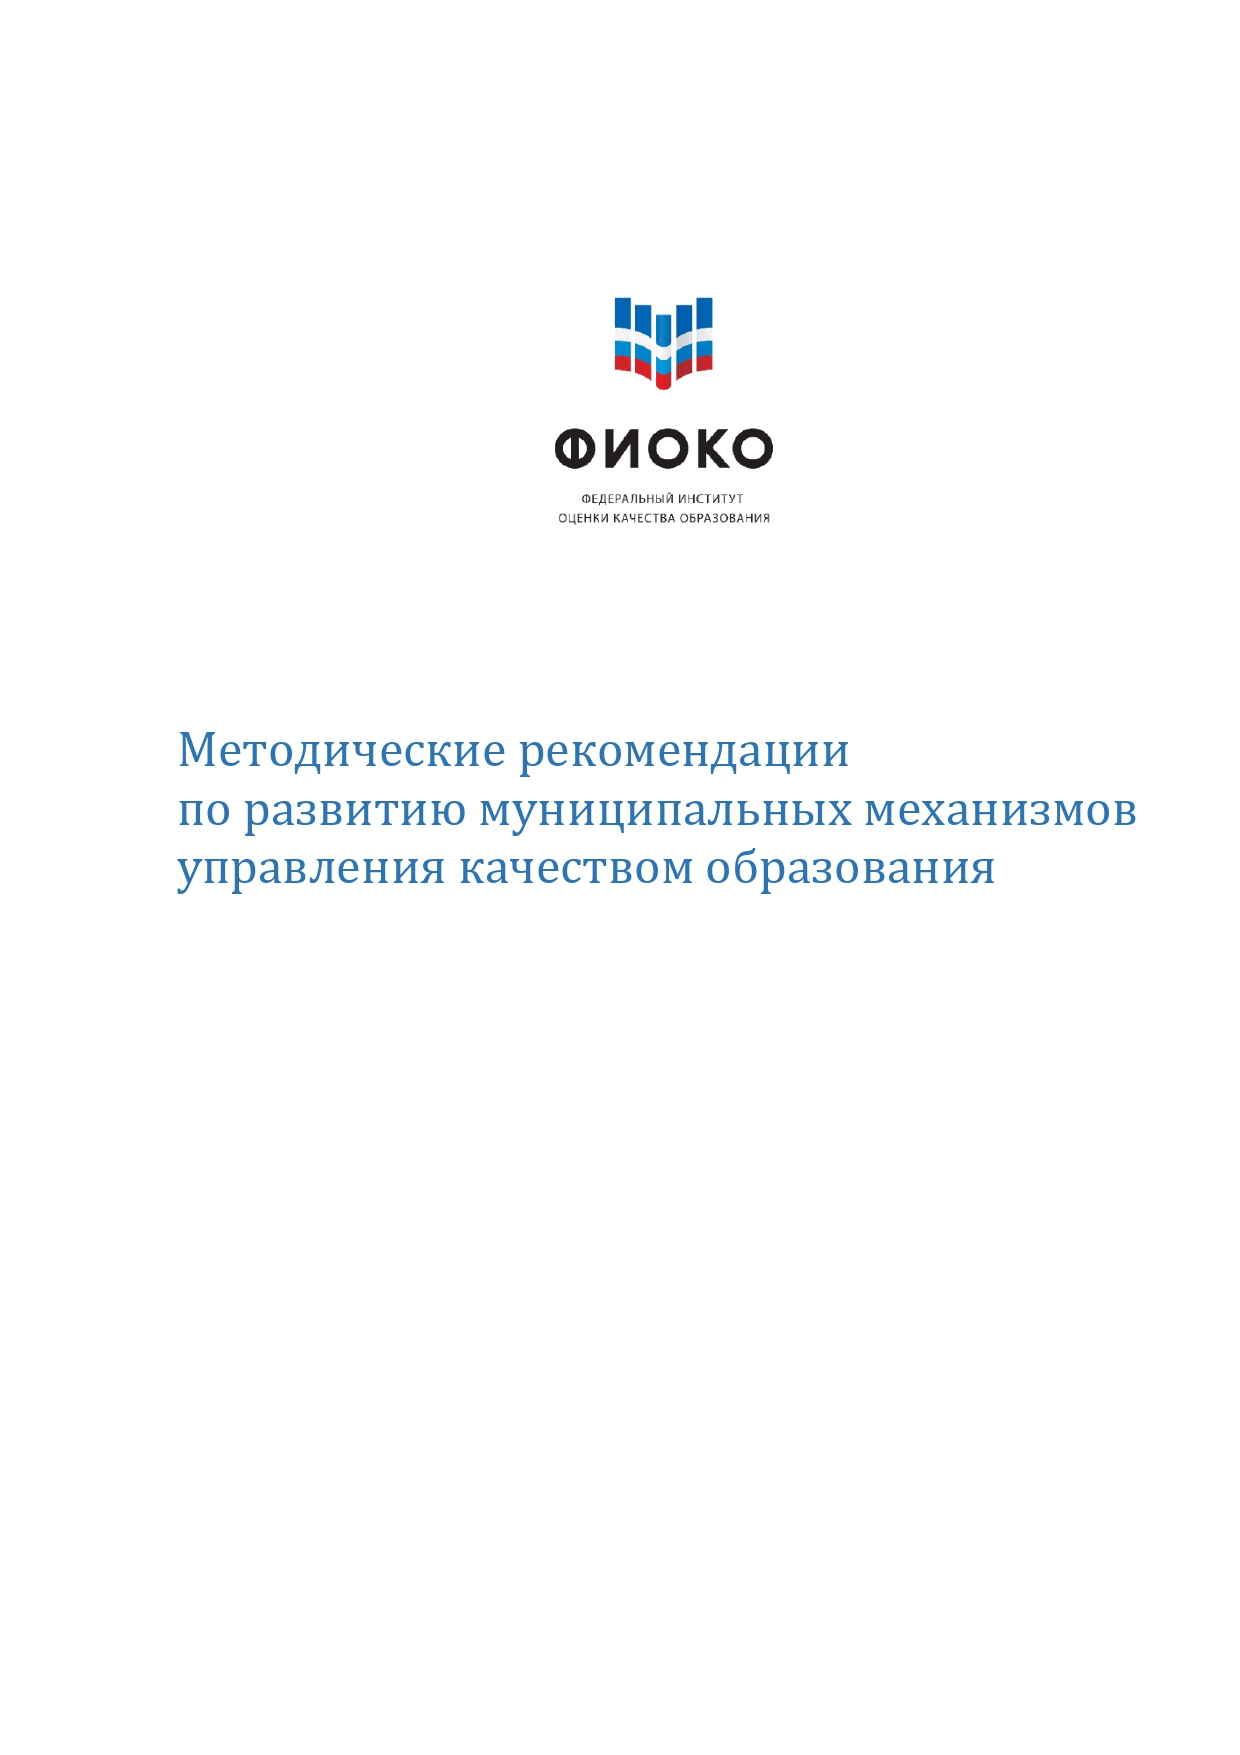 ФИОКО
ФЕДЕРАЛЬНЫЙ ИНСТИТУТ
ОЦЕНКИ КАЧЕСТВА ОБРАЗОВАНИЯ
Методические рекомендации
по развитию муниципальных механизмов
управления качеством образования